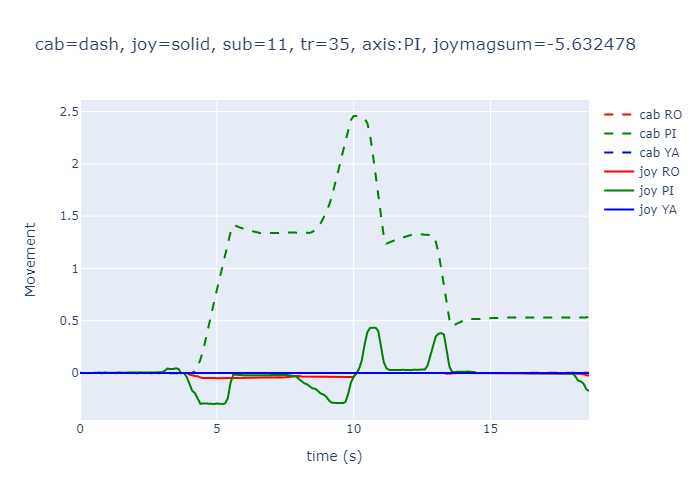 cab=dash, joy=solid, sub=11, tr=35, axis:PI, joymagsum=-5.632478
2.5
2
1.5
1
0.5
0
Movement
0
5
10
15
time (s)
cab RO
cab PI
cab YA
joy RO
joy PI
joy YA